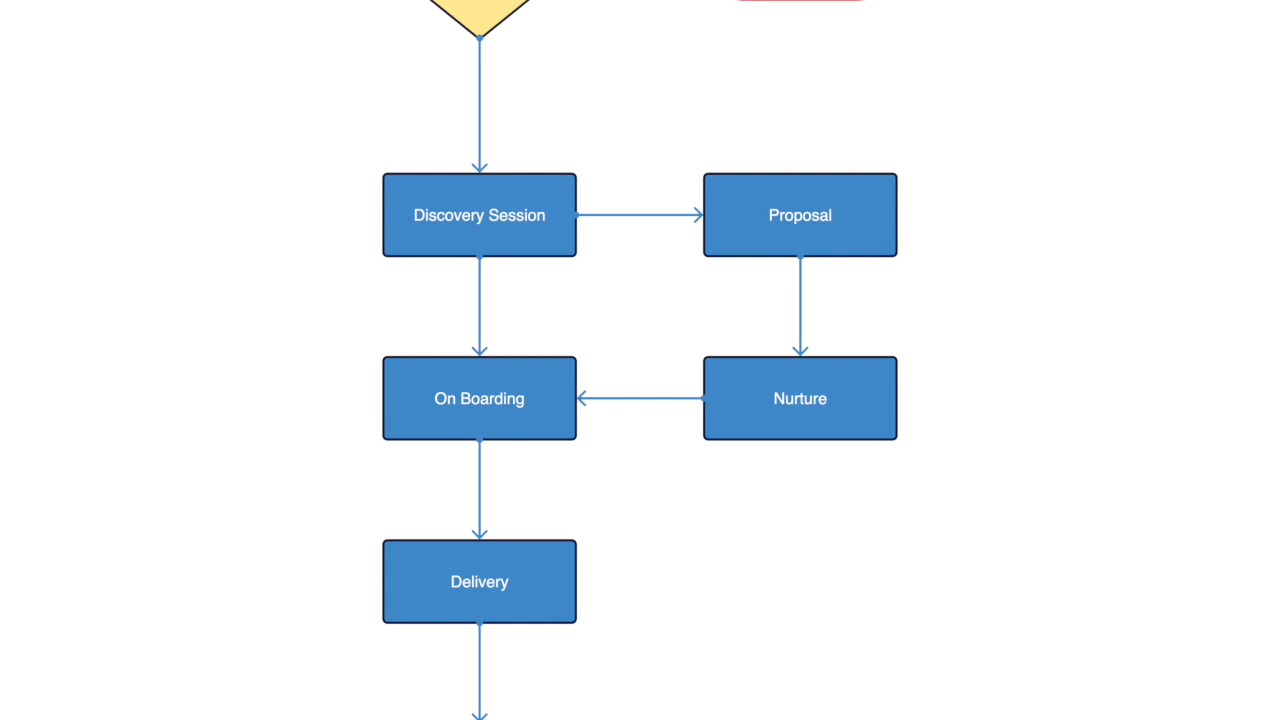 Discovery Session
Proposal
On Boarding
Nurture
Delivery